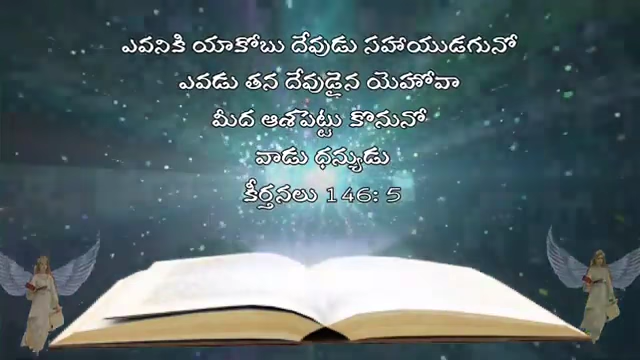 ఎవనికి యాకోబు దేవుడు సహాయుడగునో
ఎవడు తన దేవుడైన యెహోవా
మీద ఆశపెట్టు కొనునో
వాడు ధన్యుడు
కీర్తనలు 146: 5